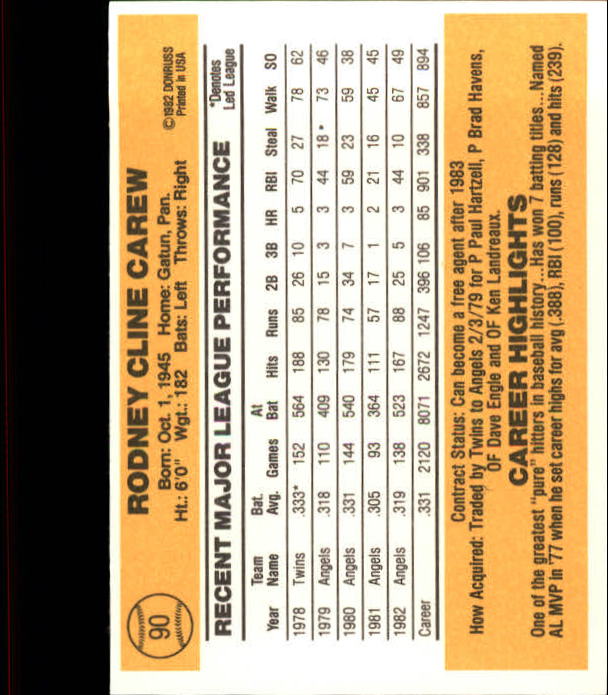 90
RODNEY CLINE CAREW
Born: Oct. 1, 1945 Home: Gatun, Pan.
Ht.: 6'0" Wgt.: 182 Bats: Left Throws: Right
©1982 DONRUSS
Printed in USA
RECENT MAJOR LEAGUE PERFORMANCE
*Denotes
Led League
Team Bat. At
Year Name Avg. Games Bat Hits Runs 2B 3B HR RBI Steal Walk SO
1978 Twins .333* 152 564 188 85 26 10 5 70 27 78 62
1979 Angels .318 110 409 130 78 15 3 3 44 18* 73 46
1980 Angels .331 144 540 179 74 34 7 3 59 23 59 38
1981 Angels .305 93 364 111 57 17 1 2 21 16 45 45
1982 Angels .319 138 523 167 88 25 5 3 44 10 67 49
Career .331 2120 8071 2672 1247 396 106 85 901 338 857 894
Contract Status: Can become a free agent after 1983
How Acquired: Traded by Twins to Angels 2/3/79 for P Paul Hartzell, P Brad Havens,
OF Dave Engle and OF Ken Landreaux.
CAREER HIGHLIGHTS
One of the greatest "pure" hitters in baseball history...Has won 7 batting titles...Named
AL MVP in '77 when he set career highs for avg (.388), RBI (100), runs (128) and hits (239).